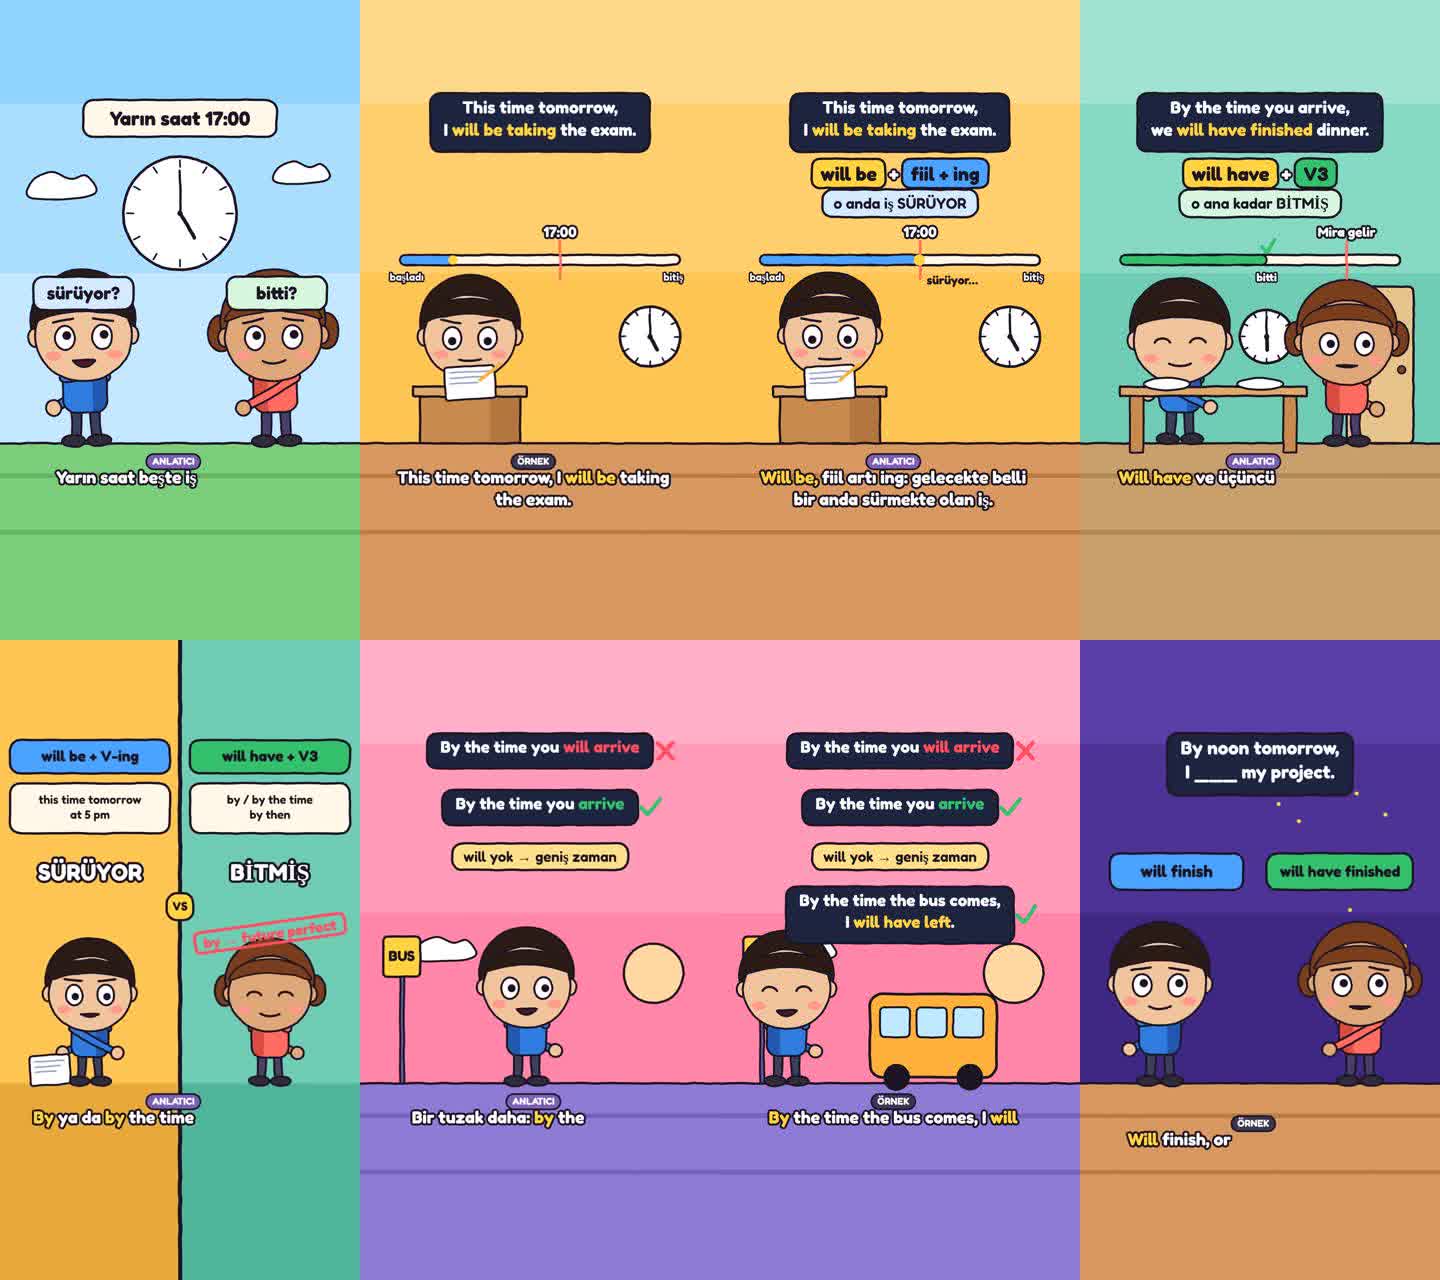 Yarın saat 17:00
sürüyor?
bitti?
ANLATICI
Yarın saat beşte iş
This time tomorrow,
I will be taking the exam.
17:00
başladı
bitiş
ÖRNEK
This time tomorrow, I will be taking
the exam.
This time tomorrow,
I will be taking the exam.
will be + fiil + ing
o anda iş SÜRÜYOR
17:00
başladı
sürüyor...
bitiş
ANLATICI
Will be, fiil artı ing: gelecekte belli
bir anda sürmekte olan iş.
By the time you arrive,
we will have finished dinner.
will have + V3
o ana kadar BİTMİŞ
Mira gelir
bitti
ANLATICI
Will have ve üçüncü
will be + V-ing
this time tomorrow
at 5 pm
SÜRÜYOR
will have + V3
by / by the time
by then
BİTMİŞ
VS
by → future perfect
ANLATICI
By ya da by the time
By the time you will arrive
By the time you arrive
will yok → geniş zaman
BUS
ANLATICI
Bir tuzak daha: by the
By the time you will arrive
By the time you arrive
will yok → geniş zaman
By the time the bus comes,
I will have left.
ÖRNEK
By the time the bus comes, I will
By noon tomorrow,
I ____ my project.
will finish
will have finished
ÖRNEK
Will finish, or